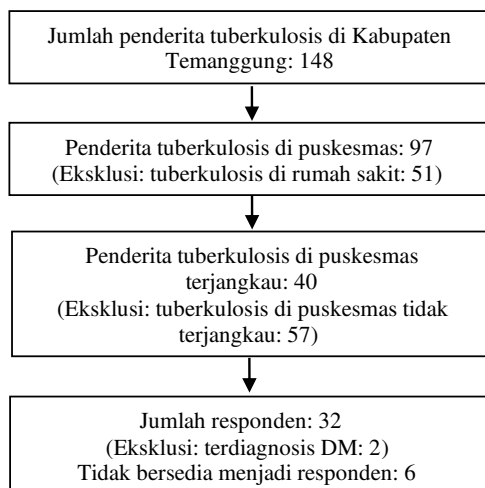 Jumlah penderita tuberkulosis di Kabupaten
Temanggung: 148
Penderita tuberkulosis di puskesmas: 97
(Eksklusi: tuberkulosis di rumah sakit: 51)
Penderita tuberkulosis di puskesmas
terjangkau: 40
(Eksklusi: tuberkulosis di puskesmas tidak
terjangkau: 57)
Jumlah responden: 32
(Eksklusi: terdiagnosis DM: 2)
Tidak bersedia menjadi responden: 6